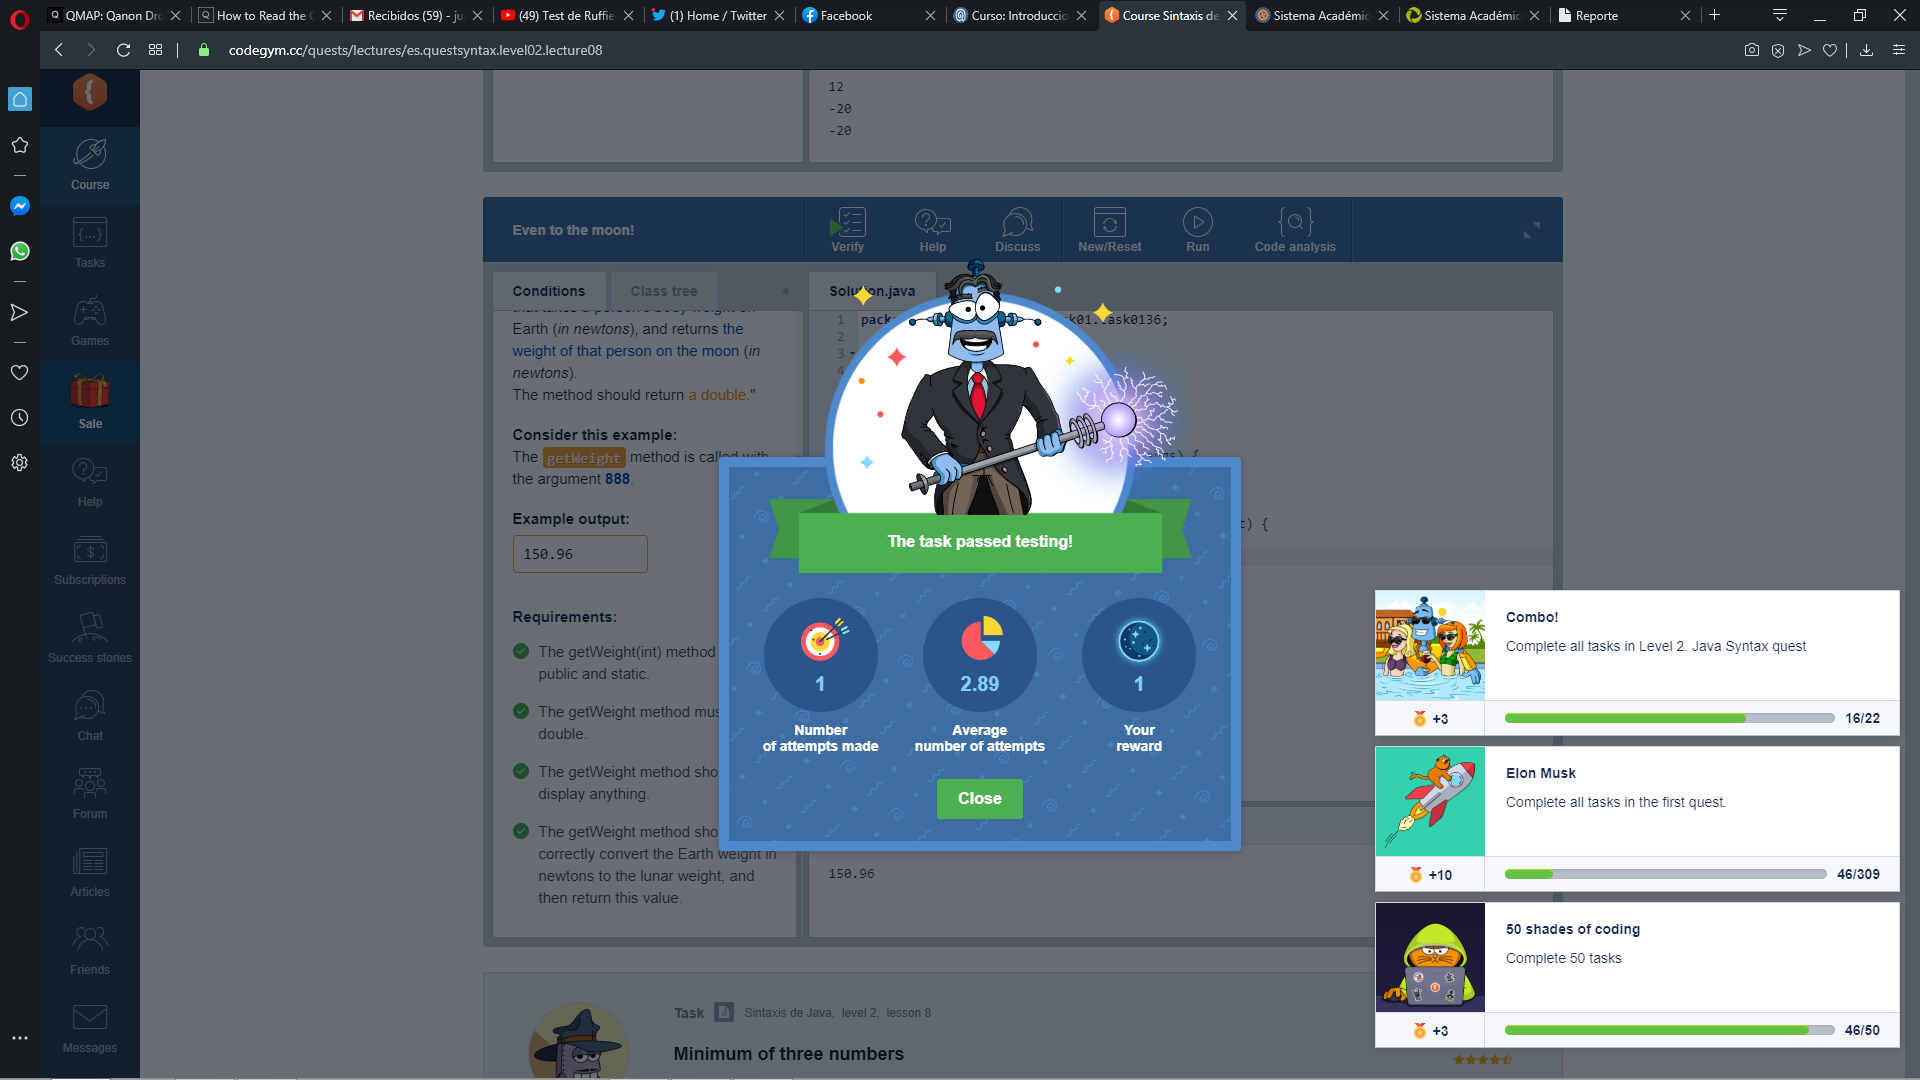 QMAP: Qanon Dro
How to Read the C
Recibidos (59) - ju
(49) Test de Ruffie
(1) Home / Twitter
Facebook
Curso: Introducció
Course Sintaxis de
Sistema Académic
Sistema Académic
Reporte
codegym.cc/quests/lectures/es.questsyntax.level02.lecture08
Course
Tasks
Games
Sale
Help
Subscriptions
Success stories
Chat
Forum
Articles
Friends
Messages
12
-20
-20
Even to the moon!
Verify
Help
Discuss
New/Reset
Run
Code analysis
Conditions
Class tree
Solution.java
Earth (in newtons), and returns the
weight of that person on the moon (in
newtons).
The method should return a double."
Consider this example:
The getWeight method is called with
the argument 888.
Example output:
150.96
Requirements:
The getWeight(int) method
public and static.
The getWeight method mus
double.
The getWeight method sho
display anything.
The getWeight method sho
correctly convert the Earth weight in
newtons to the lunar weight, and
then return this value.
1
pack
k01.task0136;
2
3
4
) {
t) {
150.96
The task passed testing!
1
Number
of attempts made
2.89
Average
number of attempts
1
Your
reward
Close
Combo!
Complete all tasks in Level 2. Java Syntax quest
+3
16/22
Elon Musk
Complete all tasks in the first quest.
+10
46/309
50 shades of coding
Complete 50 tasks
+3
46/50
Task
Sintaxis de Java, level 2, lesson 8
Minimum of three numbers